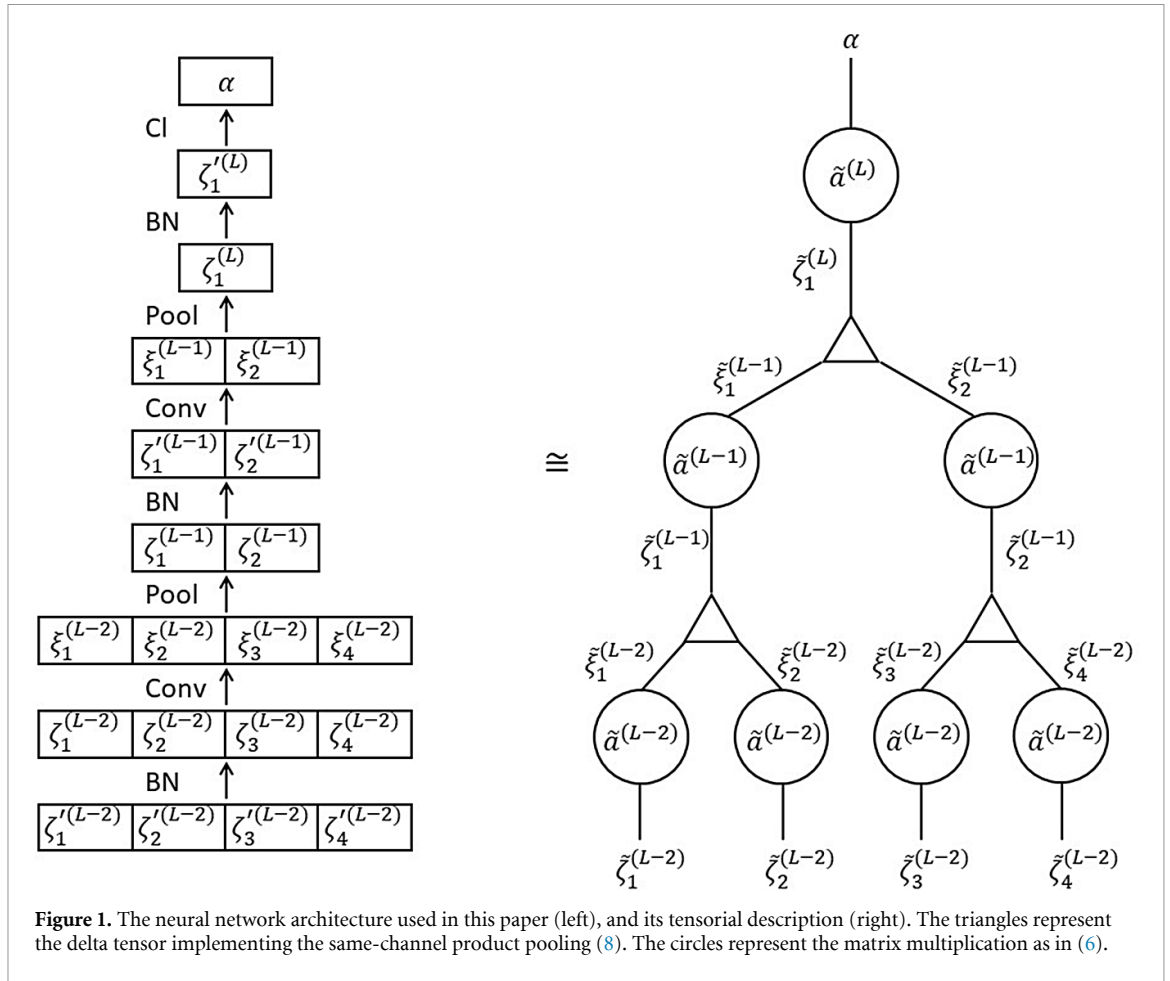 α
Cl
ζ′₁^(L)
BN
ζ₁^(L)
Pool
ξ₁^(L−1) ξ₂^(L−1)
Conv
ζ′₁^(L−1) ζ′₂^(L−1)
BN
ζ₁^(L−1) ζ₂^(L−1)
Pool
ξ₁^(L−2) ξ₂^(L−2) ξ₃^(L−2) ξ₄^(L−2)
Conv
ζ₁^(L−2) ζ₂^(L−2) ζ₃^(L−2) ζ₄^(L−2)
BN
ζ′₁^(L−2) ζ′₂^(L−2) ζ′₃^(L−2) ζ′₄^(L−2)
≅
α
ã^(L)
ζ̃₁^(L)
ξ̃₁^(L−1) ξ̃₂^(L−1)
ã^(L−1) ã^(L−1)
ζ̃₁^(L−1) ζ̃₂^(L−1)
ξ̃₁^(L−2) ξ̃₂^(L−2) ξ̃₃^(L−2) ξ̃₄^(L−2)
ã^(L−2) ã^(L−2) ã^(L−2) ã^(L−2)
ζ̃₁^(L−2) ζ̃₂^(L−2) ζ̃₃^(L−2) ζ̃₄^(L−2)
Figure 1. The neural network architecture used in this paper (left), and its tensorial description (right). The triangles represent
the delta tensor implementing the same-channel product pooling (8). The circles represent the matrix multiplication as in (6).